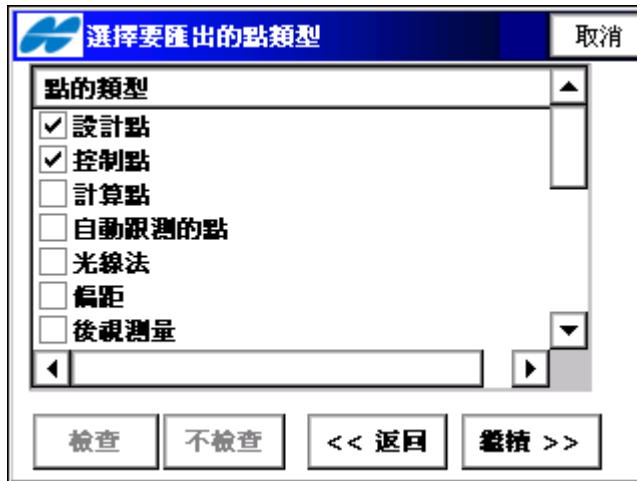 選擇要匯出的點類型
取消
點的類型
設計點
控制點
計算點
自動跟測的點
光線法
偏距
後視測量
檢查
不檢查
<< 返回
繼續 >>